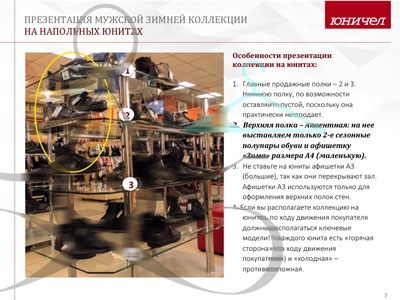 ПРЕЗЕНТАЦИЯ МУЖСКОЙ ЗИМНЕЙ КОЛЛЕКЦИИ
НА НАПОЛЬНЫХ ЮНИТАХ
ЮНИЧЕЛ
1
2
3
Особенности презентации
коллекции на юнитах:
1. Главные продажные полки – 2 и 3.
Нижнюю полку, по возможности
оставляйте пустой, поскольку она
практически не продает.
2. Верхняя полка – акцентная: на нее
выставляем только 2-е сезонные
полупары обуви и афишетку
«Зима» размера А4 (маленькую).
3. Не ставьте на юниты афишетки А3
(большие), так как они перекрывают зал.
Афишетки А3 используются только для
оформления верхних полок стен.
4. Если вы располагаете коллекцию на
юнитах, по ходу движения покупателя
должны располагаться ключевые
модели! (каждого юнита есть «горячая
сторона» (по ходу движения
покупателя) и «холодная» –
противоположная.
7